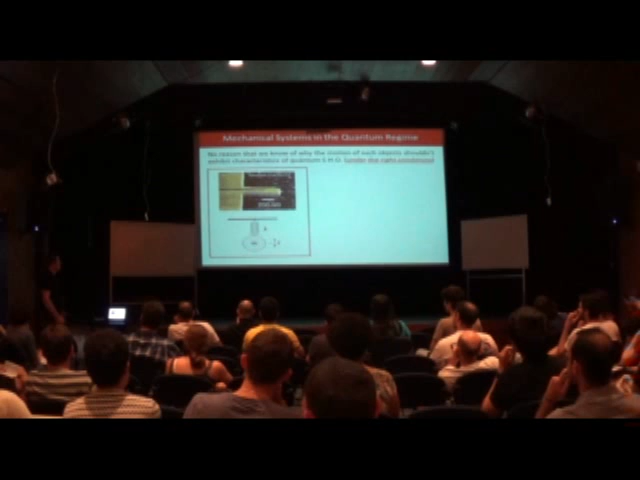 Mechanical Systems in the Quantum Regime
No reason that we know of why the motion of such objects shouldn't
exhibit characteristics of quantum S.H.O. (under the right conditions)